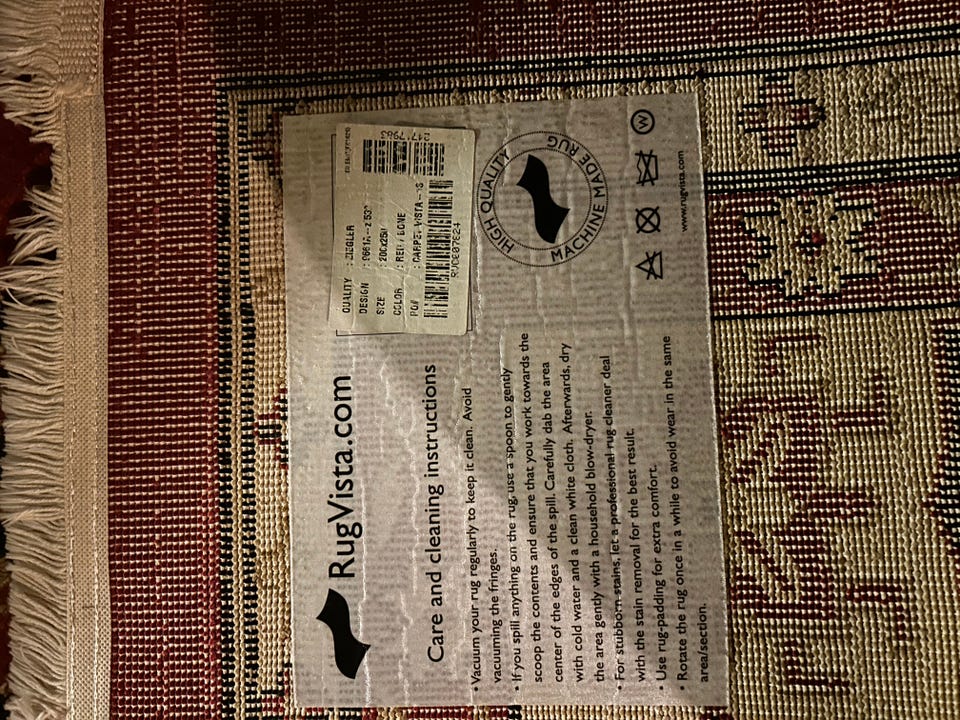 RugVista.com
QUALITY : ZIEGLER
DESIGN
SIZE : 200x250
COLOR : RED / BONE
PO#
RVCE07624
HIGH QUALITY
MACHINE MADE RUG
Care and cleaning instructions
• Vacuum your rug regularly to keep it clean. Avoid
vacuuming the fringes.
• If you spill anything on the rug, use a spoon to gently
scoop the contents and ensure that you work towards the
center of the edges of the spill. Carefully dab the area
with cold water and a clean white cloth. Afterwards, dry
the area gently with a household blow-dryer.
• For stubborn stains, let a professional rug cleaner deal
with the stain removal for the best result.
• Use rug-padding for extra comfort.
• Rotate the rug once in a while to avoid wear in the same
area/section.
W
www.rugvista.com